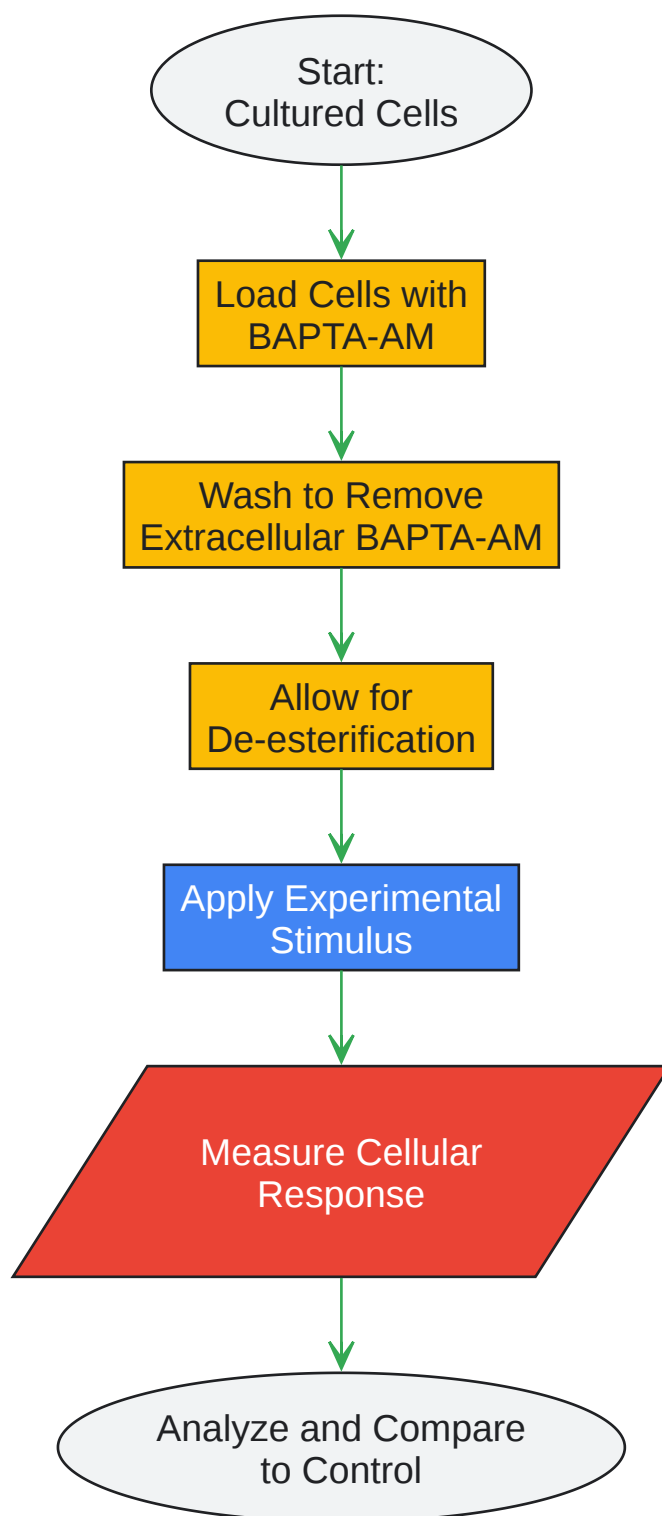 Start:
Cultured Cells
Load Cells with
BAPTA-AM
Wash to Remove
Extracellular BAPTA-AM
Allow for
De-esterification
Apply Experimental
Stimulus
Measure Cellular
Response
Analyze and Compare
to Control